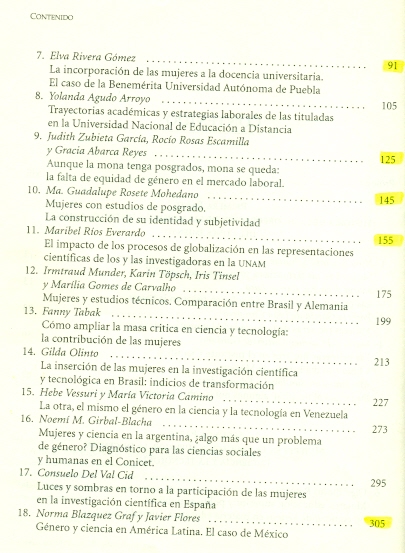 CONTENIDO
7. Elva Rivera Gómez 91
La incorporación de las mujeres a la docencia universitaria.
El caso de la Benemérita Universidad Autónoma de Puebla
8. Yolanda Agudo Arroyo 105
Trayectorias académicas y estrategias laborales de las tituladas
en la Universidad Nacional de Educación a Distancia
9. Judith Zubieta García, Rocío Rosas Escamilla
y Gracia Abarca Reyes 125
Aunque la mona tenga posgrados, mona se queda:
la falta de equidad de género en el mercado laboral.
10. Ma. Guadalupe Rosete Mohedano 145
Mujeres con estudios de posgrado.
La construcción de su identidad y subjetividad
11. Maribel Ríos Everardo 155
El impacto de los procesos de globalización en las representaciones
científicas de los y las investigadoras en la UNAM
12. Irmtraud Munder, Karin Töpsch, Iris Tinsel
y Marília Gomes de Carvalho 175
Mujeres y estudios técnicos. Comparación entre Brasil y Alemania
13. Fanny Tabak 199
Cómo ampliar la masa crítica en ciencia y tecnología:
la contribución de las mujeres
14. Gilda Olinto 213
La inserción de las mujeres en la investigación científica
y tecnológica en Brasil: indicios de transformación
15. Hebe Vessuri y María Victoria Camino 227
La otra, el mismo el género en la ciencia y la tecnología en Venezuela
16. Noemí M. Girbal-Blacha 273
Mujeres y ciencia en la argentina, ¿algo más que un problema
de género? Diagnóstico para las ciencias sociales
y humanas en el Conicet.
17. Consuelo Del Val Cid 295
Luces y sombras en torno a la participación de las mujeres
en la investigación científica en España
18. Norma Blazquez Graf y Javier Flores 305
Género y ciencia en América Latina. El caso de México